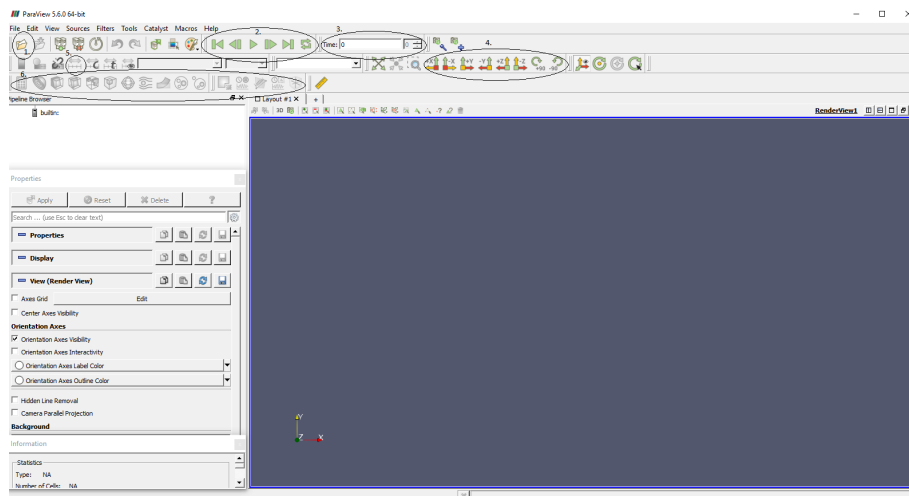 ParaView 5.6.0 64-bit
File Edit View Sources Filters Tools Catalyst Macros Help
2.
3.
1.
Time: 0
0
4.
5.
-X +Y -Y +Z -Z +90 -90
6.
Pipeline Browser
Layout #1 X +
builtin:
3D
RenderView1
Properties
Apply Reset Delete ?
Search ... (use Esc to clear text)
Properties
Display
View (Render View)
Axes Grid Edit
Center Axes Visibility
Orientation Axes
Orientation Axes Visibility
Orientation Axes Interactivity
Orientation Axes Label Color
Orientation Axes Outline Color
Hidden Line Removal
Camera Parallel Projection
Background
Y
Z X
Information
Statistics
Type: NA
Number of Cells: NA